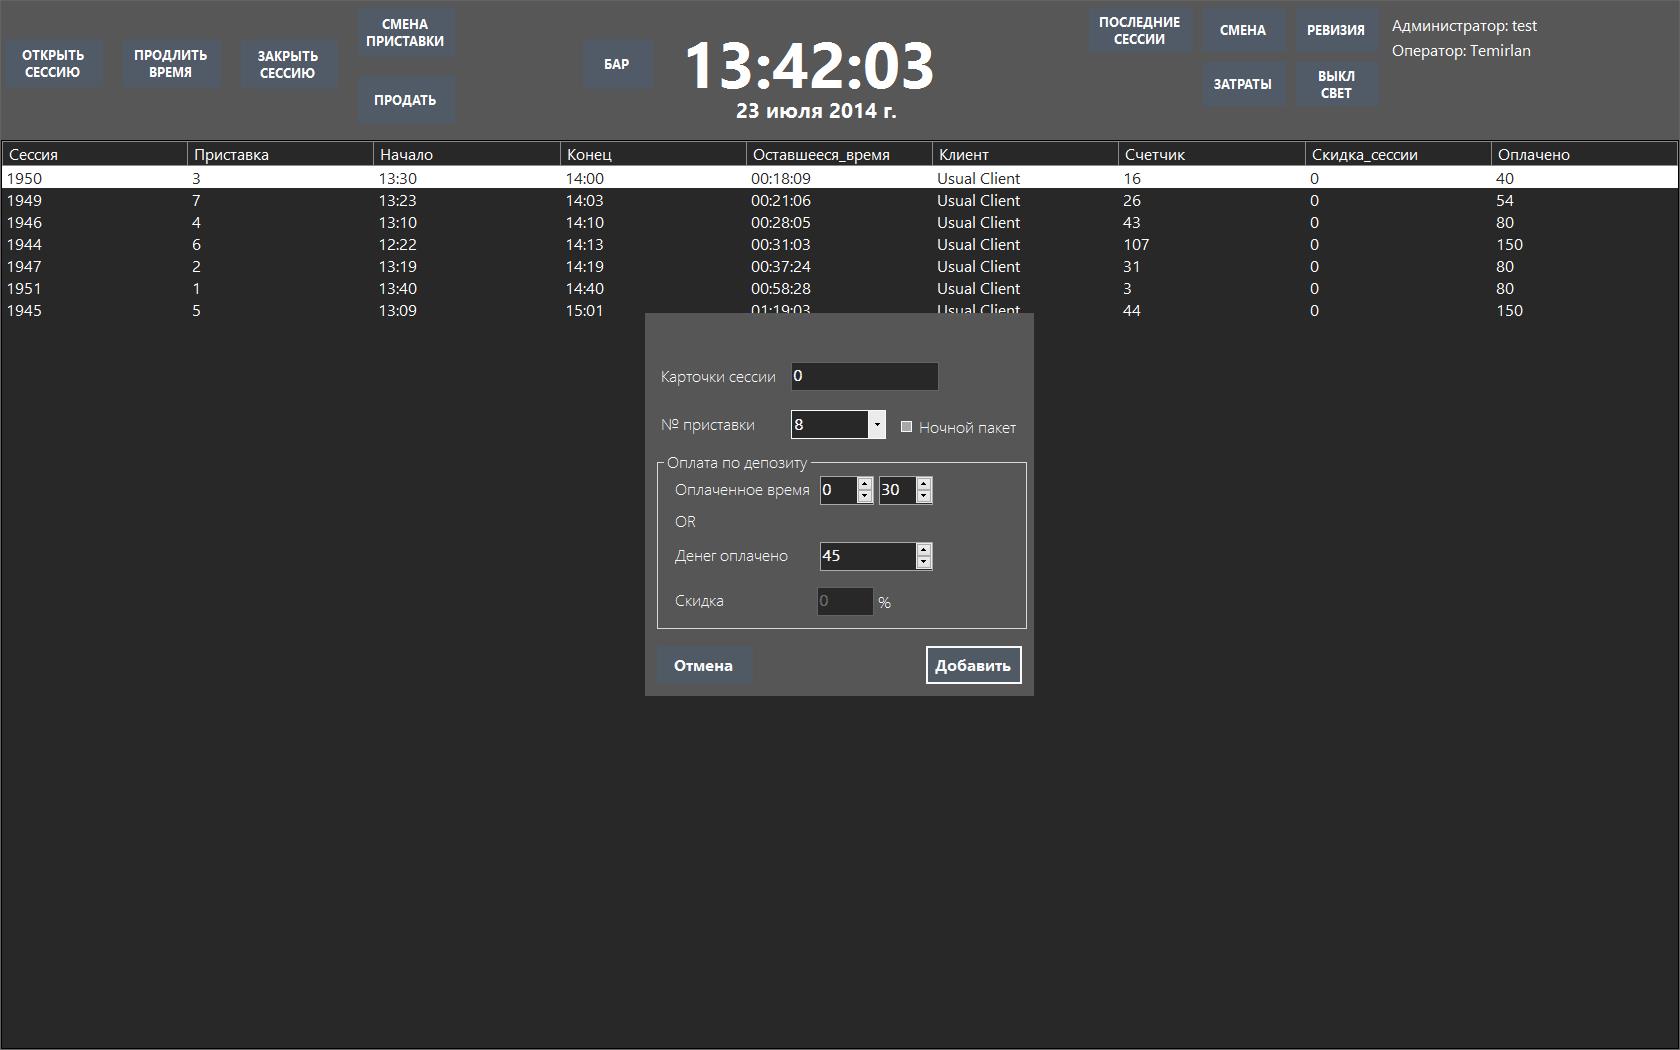 ОТКРЫТЬ
СЕССИЮ
ПРОДЛИТЬ
ВРЕМЯ
ЗАКРЫТЬ
СЕССИЮ
СМЕНА
ПРИСТАВКИ
ПРОДАТЬ
БАР
13:42:03
23 июля 2014 г.
ПОСЛЕДНИЕ
СЕССИИ
СМЕНА
РЕВИЗИЯ
ЗАТРАТЫ
ВЫКЛ
СВЕТ
Администратор: test
Оператор: Temirlan
Сессия Приставка Начало Конец Оставшееся_время Клиент Счетчик Скидка_сессии Оплачено
1950 3 13:30 14:00 00:18:09 Usual Client 16 0 40
1949 7 13:23 14:03 00:21:06 Usual Client 26 0 54
1946 4 13:10 14:10 00:28:05 Usual Client 43 0 80
1944 6 12:22 14:13 00:31:03 Usual Client 107 0 150
1947 2 13:19 14:19 00:37:24 Usual Client 31 0 80
1951 1 13:40 14:40 00:58:28 Usual Client 3 0 80
1945 5 13:09 15:01 01:19:03 Usual Client 44 0 150
Карточки сессии 0
№ приставки 8 Ночной пакет
Оплата по депозиту
Оплаченное время 0 30
OR
Денег оплачено 45
Скидка 0 %
Отмена Добавить